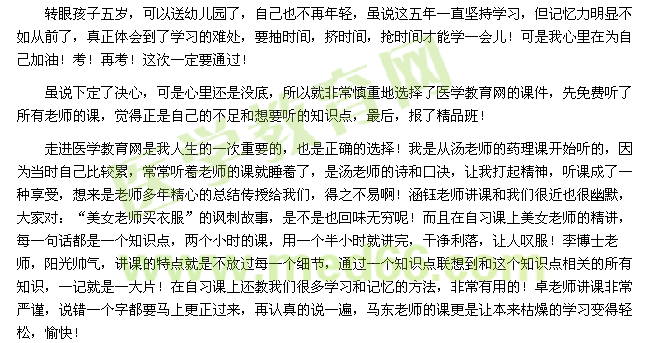 转眼孩子五岁，可以送幼儿园了，自己也不再年轻，虽说这五年一直坚持学习，但记忆力明显不
如从前了，真正体会到了学习的难处，要抽时间，挤时间，抢时间才能学一会儿！可是我心里在为自
己加油！考！再考！这次一定要通过！
虽说下定了决心，可是心里还是没底，所以就非常慎重地选择了医学教育网的课件，先免费听了
所有老师的课，觉得正是自己的不足和想要听的知识点，最后，报了精品班！
走进医学教育网是我人生的一次重要的，也是正确的选择！我是从汤老师的药理课开始听的，因
为当时自己比较累，常常听着老师的课就睡着了，是汤老师的诗和口决，让我打起精神，听课成了一
种享受，想来是老师多年精心的总结传授给我们，得之不易啊！涵钰老师讲课和我们很近也很幽默，
大家对：“美女老师买衣服”的讽刺故事，是不是也回味无穷呢！而且在自习课上美女老师的精讲，
每一句话都是一个知识点，两个小时的课，用一个半小时就讲完，干净利落，让人叹服！李博士老
师，阳光帅气，讲课的特点就是不放过每一个细节，通过一个知识点联想到和这个知识点相关的所有
知识，一记就是一大片！在自习课上还教我们很多学习和记忆的方法，非常有用的！卓老师讲课非常
严谨，说错一个字都要马上更正过来，再认真的说一遍，马东老师的课更是让本来枯燥的学习变得轻
松，愉快！
医学教育网
www.med66.com